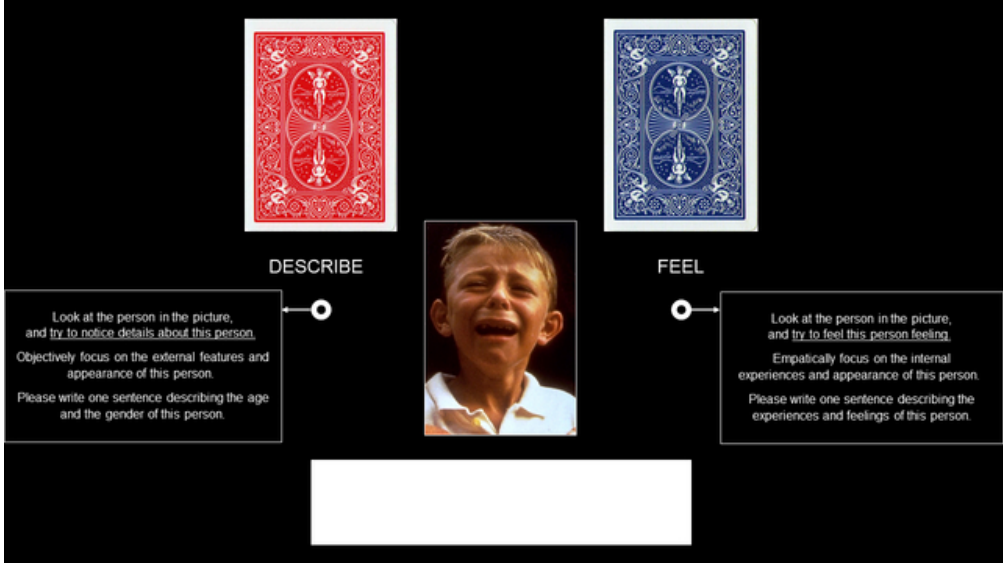 DESCRIBE
FEEL
Look at the person in the picture,
and try to notice details about this person.
Objectively focus on the external features and
appearance of this person.
Please write one sentence describing the age
and the gender of this person.
Look at the person in the picture,
and try to feel this person feeling.
Empatically focus on the internal
experiences and appearance of this person.
Please write one sentence describing the
experiences and feelings of this person.